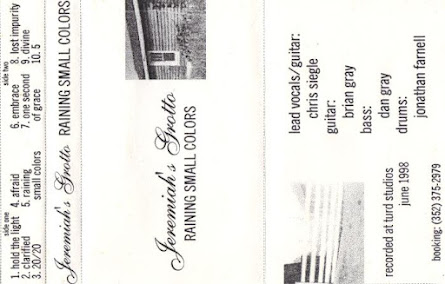 side one
1. hold the light
2. clarified
3. 20/20
4. afraid
5. raining
small colors
side two
6. embrace
7. one second
of grace
8. lost impurity
9. divine
10. 5
Jeremiah's Grotto RAINING SMALL COLORS
Jeremiah's Grotto
RAINING SMALL COLORS
lead vocals/guitar:
chris siegle
guitar:
brian gray
bass:
dan gray
drums:
jonathan farnell
recorded at turd studios
june 1998
booking: (352) 375-2979